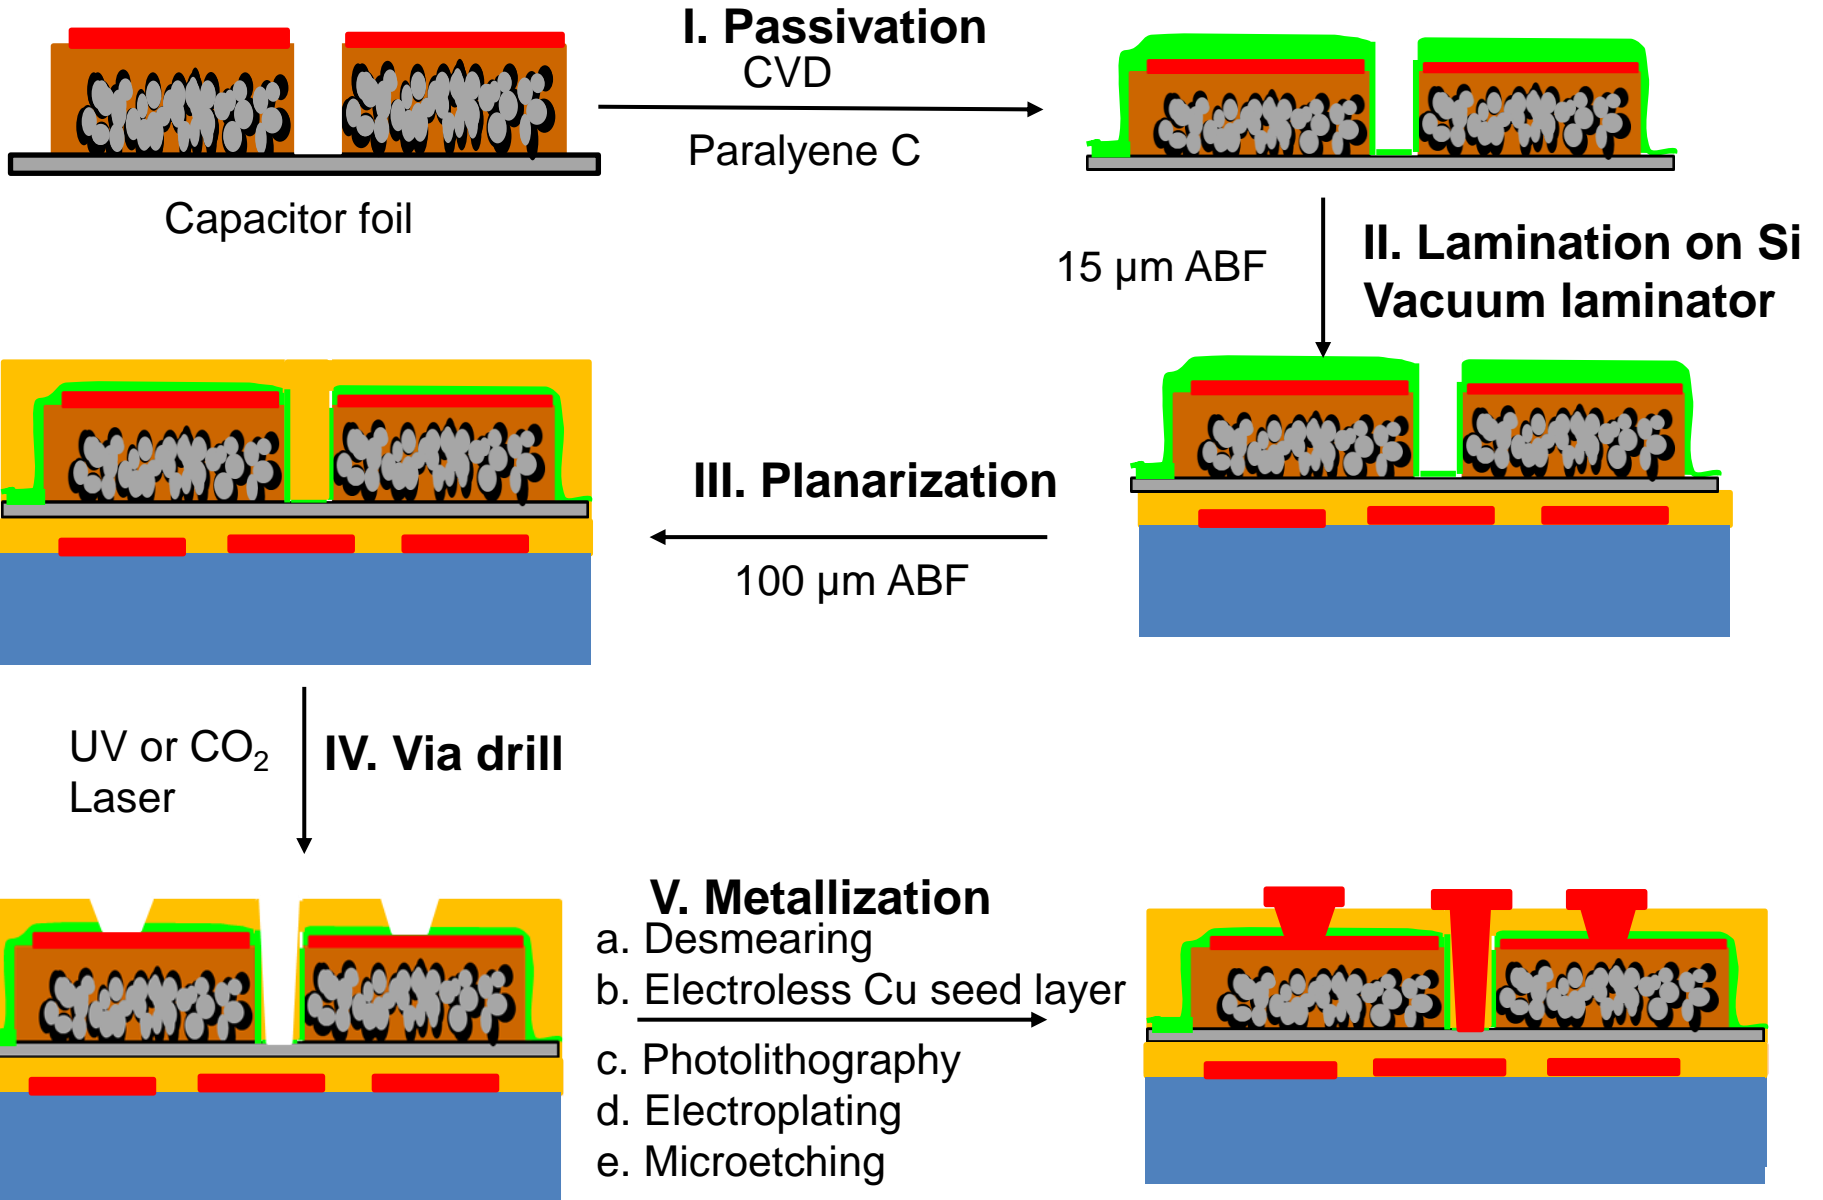 I. Passivation
CVD
Paralyene C
Capacitor foil
15 µm ABF
II. Lamination on Si
Vacuum laminator
III. Planarization
100 µm ABF
UV or CO₂
Laser
IV. Via drill
V. Metallization
a. Desmearing
b. Electroless Cu seed layer
c. Photolithography
d. Electroplating
e. Microetching